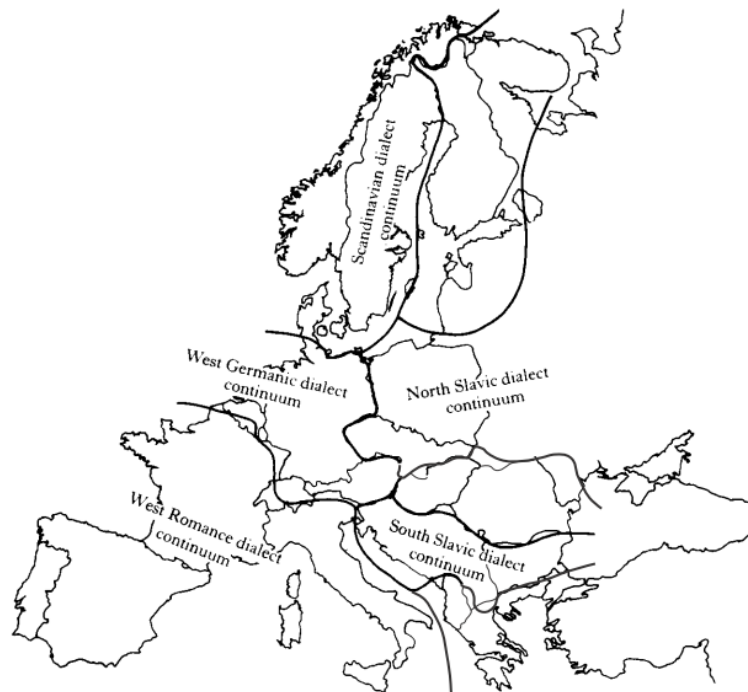 Scandinavian dialect
continuum
West Germanic dialect
continuum
North Slavic dialect
continuum
West Romance dialect
continuum
South Slavic dialect
continuum